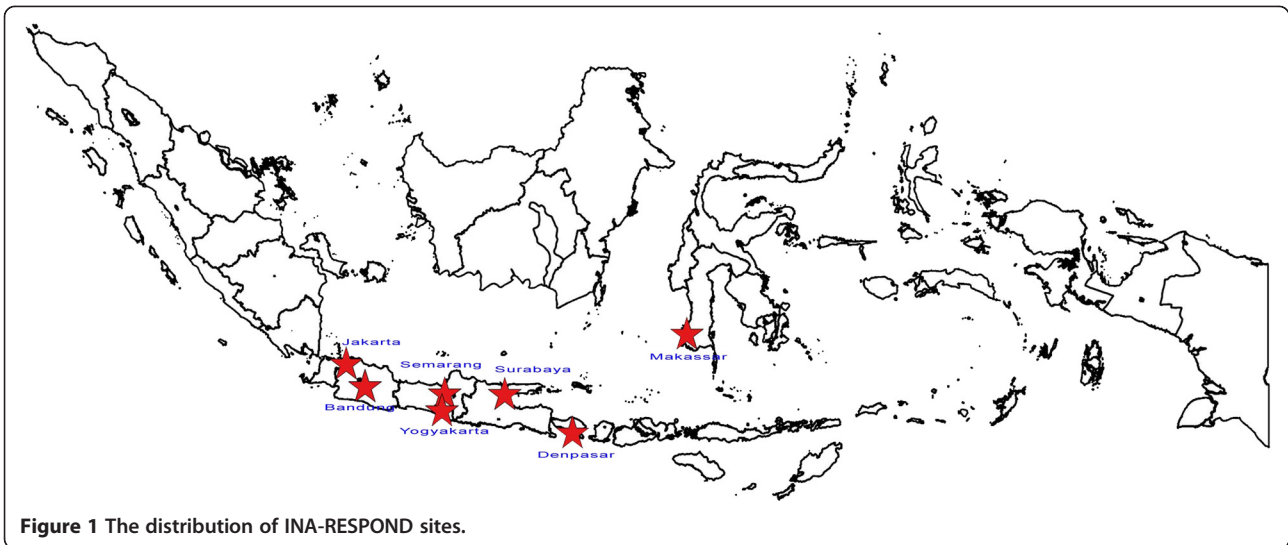 Jakarta
Semarang
Surabaya
Makassar
Bandung
Yogyakarta
Denpasar
Figure 1 The distribution of INA-RESPOND sites.